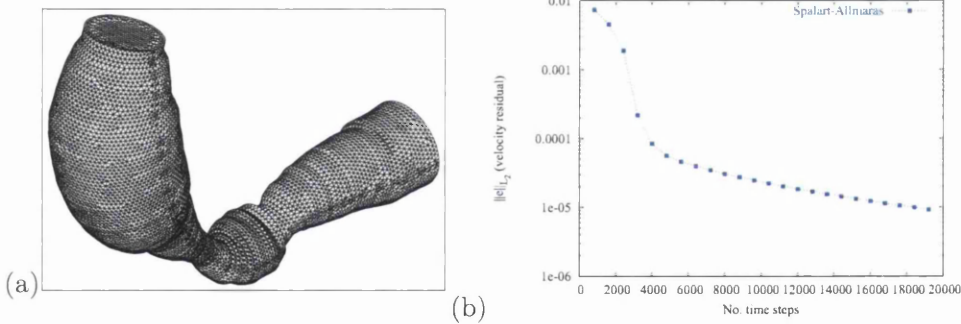 (a)
(b)
0.01
0.001
0.0001
1e-05
1e-06
||e||L2 (velocity residual)
Spalart-Allmaras
0 2000 4000 6000 8000 10000 12000 14000 16000 18000 20000
No. time steps